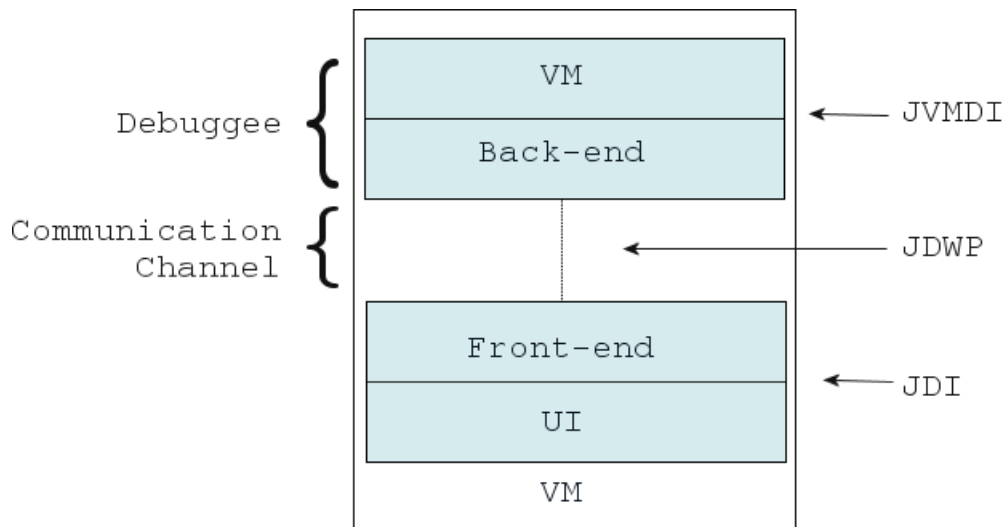 VM
Debuggee
JVMDI
Back-end
Communication
Channel
JDWP
Front-end
JDI
UI
VM